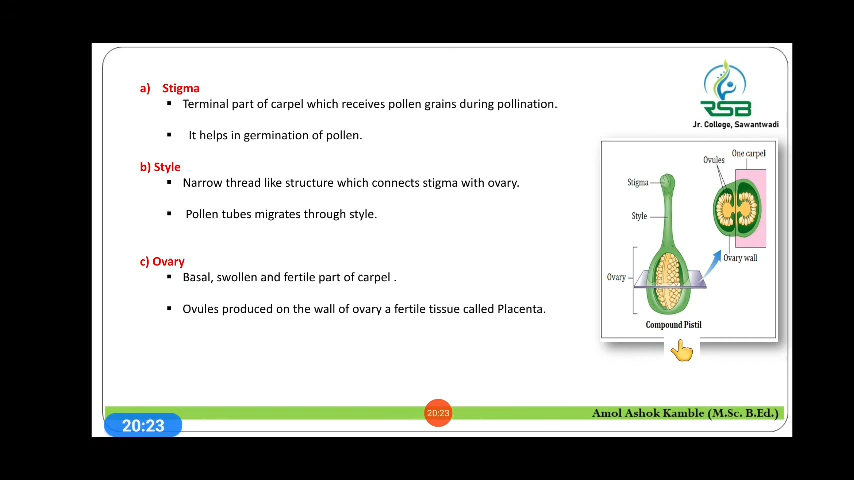 a) Stigma
▪ Terminal part of carpel which receives pollen grains during pollination.
▪ It helps in germination of pollen.
b) Style
▪ Narrow thread like structure which connects stigma with ovary.
▪ Pollen tubes migrates through style.
c) Ovary
▪ Basal, swollen and fertile part of carpel .
▪ Ovules produced on the wall of ovary a fertile tissue called Placenta.
RSB
Jr. College, Sawantwadi
One carpel
Ovules
Stigma
Style
Ovary wall
Ovary
Compound Pistil
20:23
Amol Ashok Kamble (M.Sc. B.Ed.)
20:23